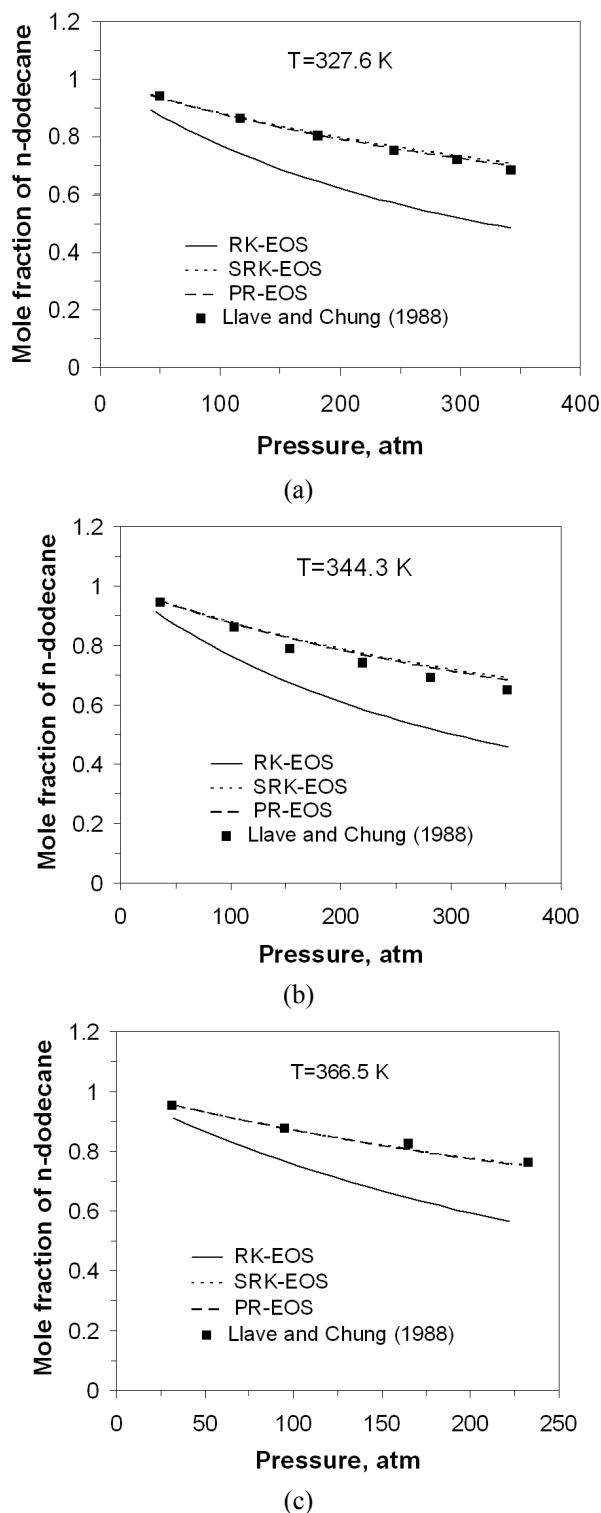 1.2
1
0.8
0.6
0.4
0.2
0
Mole fraction of n-dodecane
T=327.6 K
RK-EOS
SRK-EOS
PR-EOS
Llave and Chung (1988)
0 100 200 300 400
Pressure, atm
(a)
1.2
1
0.8
0.6
0.4
0.2
0
Mole fraction of n-dodecane
T=344.3 K
RK-EOS
SRK-EOS
PR-EOS
Llave and Chung (1988)
0 100 200 300 400
Pressure, atm
(b)
1.2
1
0.8
0.6
0.4
0.2
0
Mole fraction of n-dodecane
T=366.5 K
RK-EOS
SRK-EOS
PR-EOS
Llave and Chung (1988)
0 50 100 150 200 250
Pressure, atm
(c)